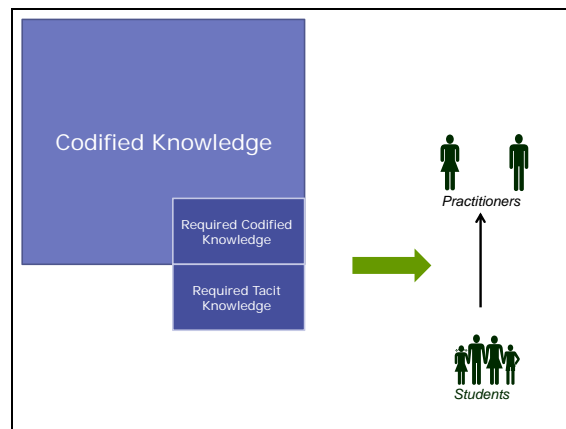 Codified Knowledge
Required Codified
Knowledge
Required Tacit
Knowledge
Practitioners
Students